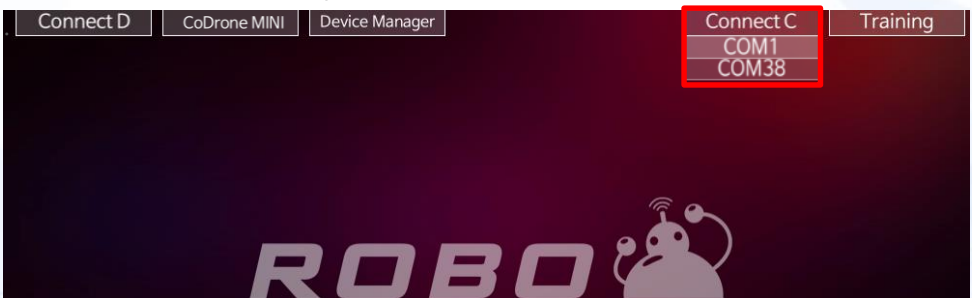 Connect D CoDrone MINI Device Manager Connect C Training
COM1
COM38
ROBO